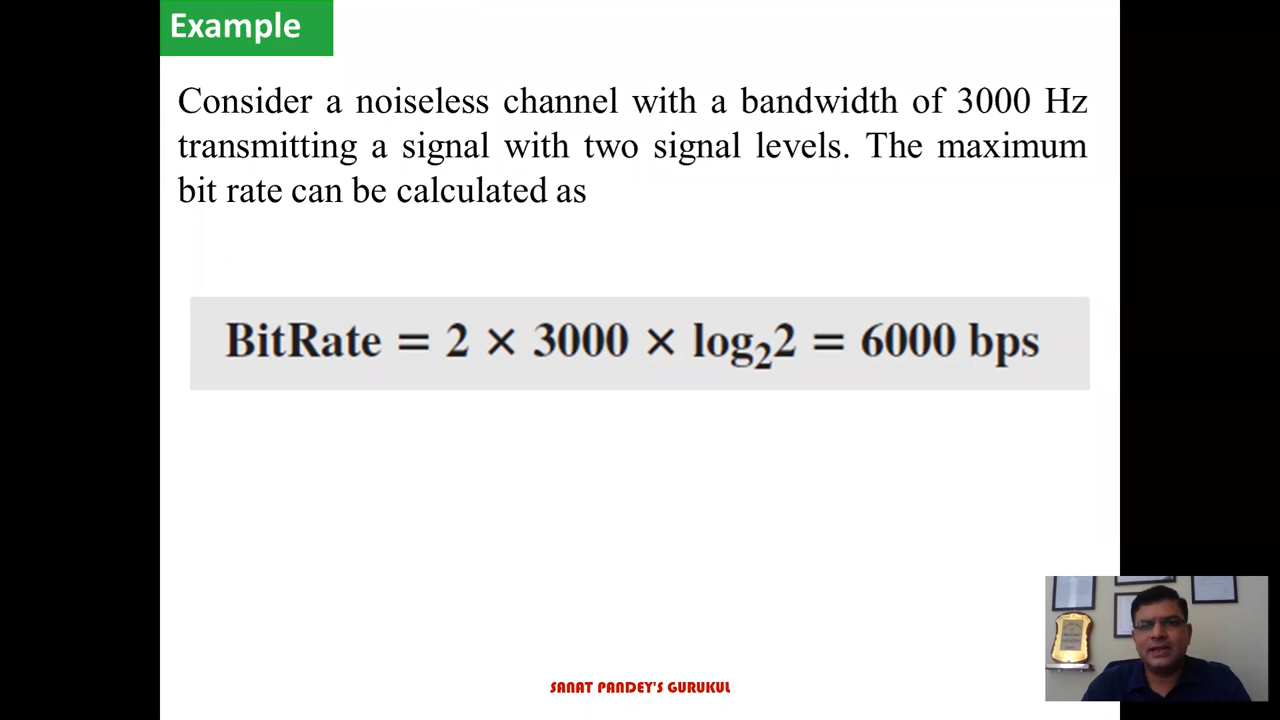 Example
Consider a noiseless channel with a bandwidth of 3000 Hz
transmitting a signal with two signal levels. The maximum
bit rate can be calculated as
BitRate = 2 × 3000 × log₂2 = 6000 bps
SANAT PANDEY'S GURUKUL